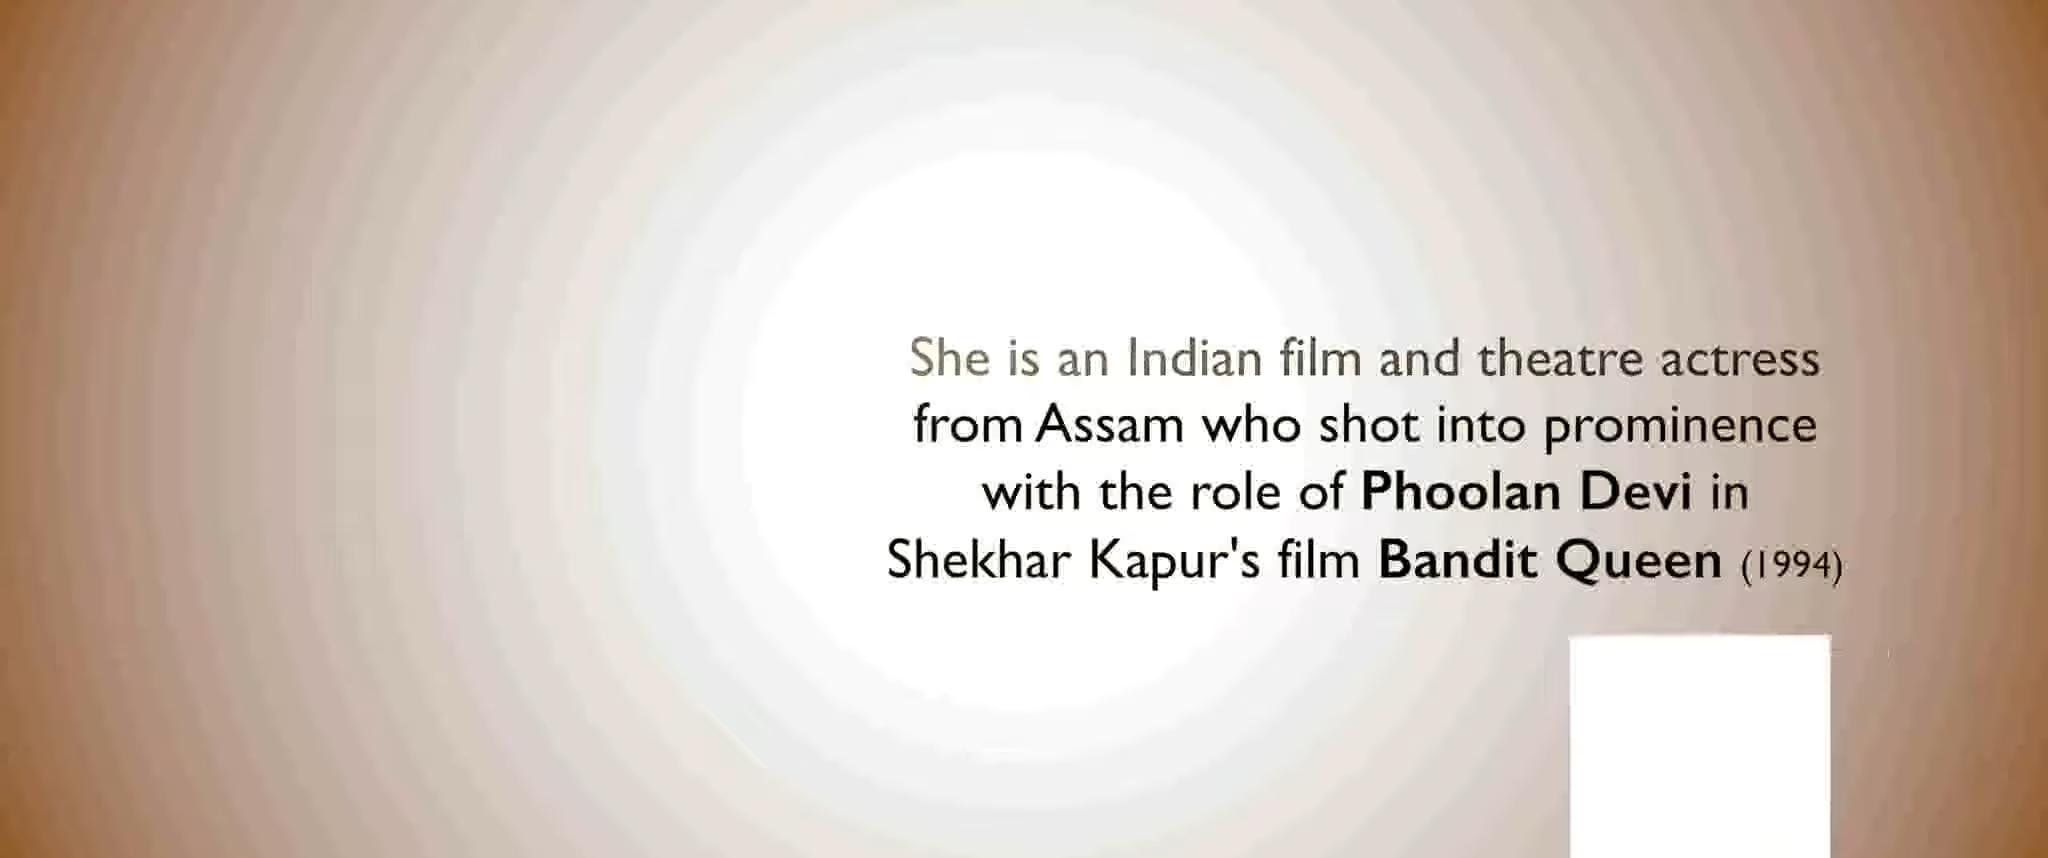 She is an Indian film and theatre actress
from Assam who shot into prominence
with the role of Phoolan Devi in
Shekhar Kapur's film Bandit Queen (1994)